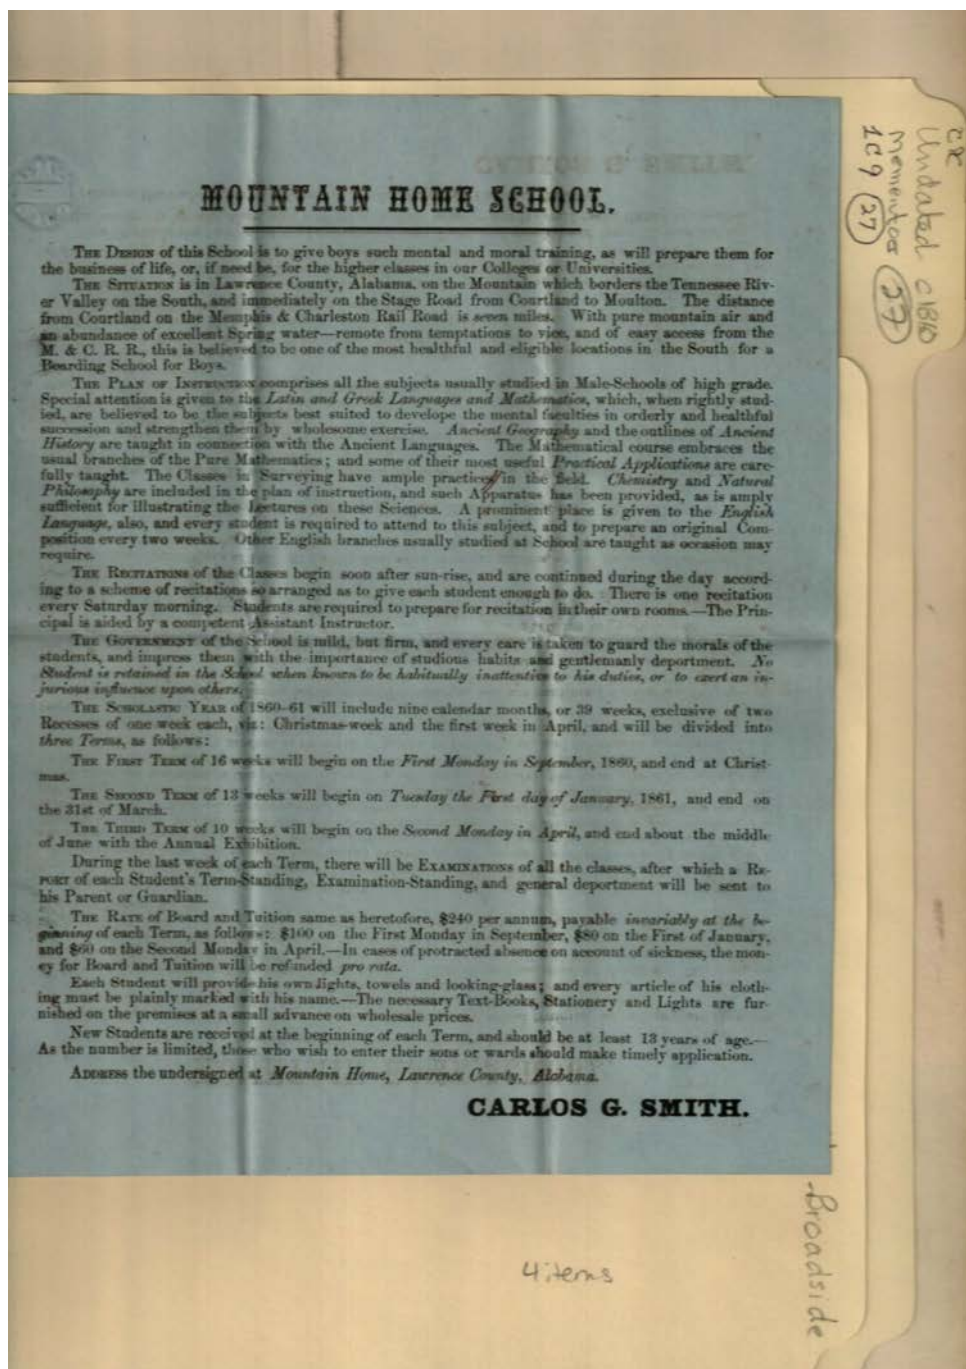 MOUNTAIN HOME SCHOOL.
THE DESIGN of this School is to give boys such mental and moral training, as will prepare them for
the business of life, or, if need be, for the higher classes in our Colleges or Universities.
THE SITUATION is in Lawrence County, Alabama, on the Mountain which borders the Tennessee Riv-
er Valley on the South, and immediately on the Stage Road from Courtland to Moulton. The distance
from Courtland on the Memphis & Charleston Rail Road is seven miles. With pure mountain air and
an abundance of excellent Spring water—remote from temptations to vice, and of easy access from the
M. & C. R. R., this is believed to be one of the most healthful and eligible locations in the South for a
Boarding School for Boys.
THE PLAN OF INSTRUCTION comprises all the subjects usually studied in Male-Schools of high grade.
Special attention is given to the Latin and Greek Languages and Mathematics, which, when rightly stud-
ied, are believed to be the subjects best suited to develope the mental faculties in orderly and healthful
succession and strengthen them by wholesome exercise. Ancient Geography and the outlines of Ancient
History are taught in connection with the Ancient Languages. The Mathematical course embraces the
usual branches of the Pure Mathematics; and some of their most useful Practical Applications are care-
fully taught. The Classes in Surveying have ample practice in the field. Chemistry and Natural
Philosophy are included in the plan of instruction, and such Apparatus has been provided, as is amply
sufficient for illustrating the Lectures on these Sciences. A prominent place is given to the English
Language, also, and every student is required to attend to this subject, and to prepare an original Com-
position every two weeks. Other English branches usually studied at School are taught as occasion may
require.
THE RECITATIONS of the Classes begin soon after sun-rise, and are continued during the day accord-
ing to a scheme of recitations so arranged as to give each student enough to do. There is one recitation
every Saturday morning. Students are required to prepare for recitation in their own rooms.—The Prin-
cipal is aided by a competent Assistant Instructor.
THE GOVERNMENT of the School is mild, but firm, and every care is taken to guard the morals of the
students, and impress them with the importance of studious habits and gentlemanly deportment. No
Student is retained in the School when known to be habitually inattentive to his duties, or to exert an in-
jurious influence upon others.
THE SCHOLASTIC YEAR of 1860-61 will include nine calendar months, or 39 weeks, exclusive of two
Recesses of one week each, viz: Christmas-week and the first week in April, and will be divided into
three Terms, as follows:
THE FIRST TERM of 16 weeks will begin on the First Monday in September, 1860, and end at Christ-
mas.
THE SECOND TERM of 13 weeks will begin on Tuesday the First day of January, 1861, and end on
the 31st of March.
THE THIRD TERM of 10 weeks will begin on the Second Monday in April, and end about the middle
of June with the Annual Exhibition.
During the last week of each Term, there will be EXAMINATIONS of all the classes, after which a RE-
PORT of each Student's Term-Standing, Examination-Standing, and general deportment will be sent to
his Parent or Guardian.
THE RATE of Board and Tuition same as heretofore, $240 per annum, payable invariably at the be-
ginning of each Term, as follows: $100 on the First Monday in September, $80 on the First of January,
and $60 on the Second Monday in April.—In cases of protracted absence on account of sickness, the mon-
ey for Board and Tuition will be refunded pro rata.
Each Student will provide his own lights, towels and looking-glass; and every article of his cloth-
ing must be plainly marked with his name.—The necessary Text-Books, Stationery and Lights are fur-
nished on the premises at a small advance on wholesale prices.
New Students are received at the beginning of each Term, and should be at least 13 years of age.—
As the number is limited, those who wish to enter their sons or wards should make timely application.
ADDRESS the undersigned at Mountain Home, Lawrence County, Alabama.
CARLOS G. SMITH.
Undated c1860
mementos 27
1C9 27
Broadside
4 items